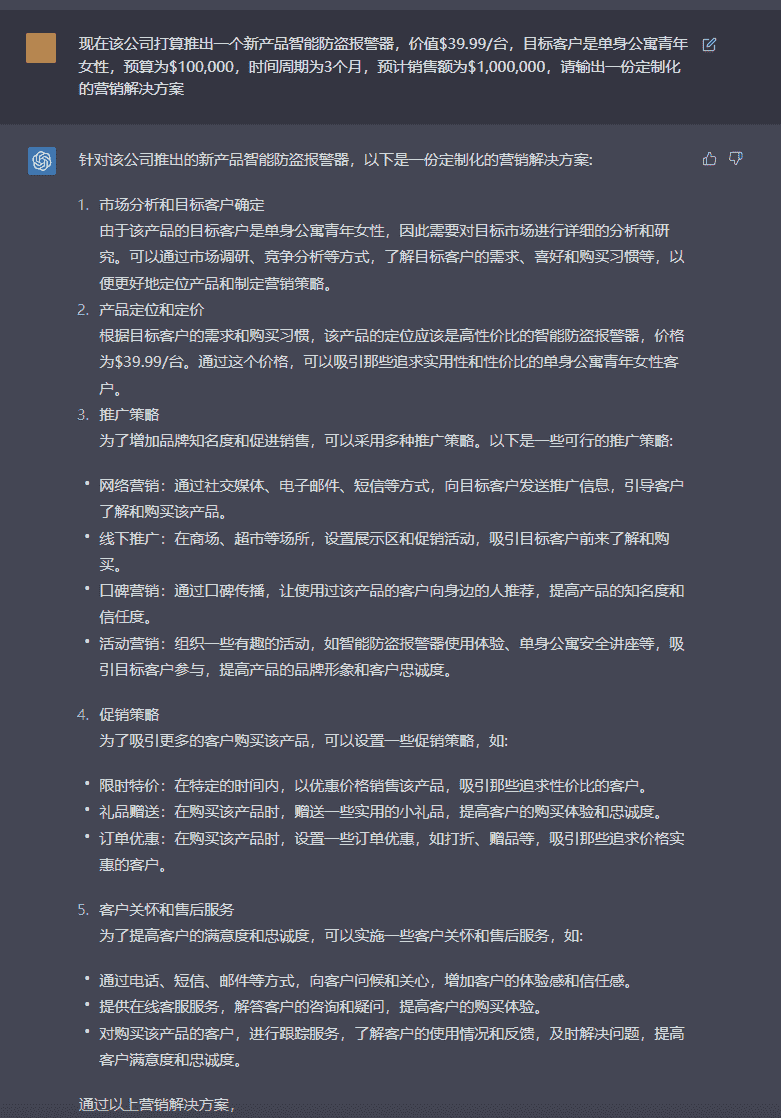 现在该公司打算推出一个新产品智能防盗报警器，价值$39.99/台，目标客户是单身公寓青年
女性，预算为$100,000，时间周期为3个月，预计销售额为$1,000,000，请输出一份定制化
的营销解决方案
针对该公司推出的新产品智能防盗报警器，以下是一份定制化的营销解决方案:
1. 市场分析和目标客户确定
由于该产品的目标客户是单身公寓青年女性，因此需要对目标市场进行详细的分析和研
究。可以通过市场调研、竞争分析等方式，了解目标客户的需求、喜好和购买习惯等，以
便更好地定位产品和制定营销策略。
2. 产品定位和定价
根据目标客户的需求和购买习惯，该产品的定位应该是高性价比的智能防盗报警器，价格
为$39.99/台。通过这个价格，可以吸引那些追求实用性和性价比的单身公寓青年女性客
户。
3. 推广策略
为了增加品牌知名度和促进销售，可以采用多种推广策略。以下是一些可行的推广策略:
• 网络营销：通过社交媒体、电子邮件、短信等方式，向目标客户发送推广信息，引导客户
了解和购买该产品。
• 线下推广：在商场、超市等场所，设置展示区和促销活动，吸引目标客户前来了解和购
买。
• 口碑营销：通过口碑传播，让使用过该产品的客户向身边的人推荐，提高产品的知名度和
信任度。
• 活动营销：组织一些有趣的活动，如智能防盗报警器使用体验、单身公寓安全讲座等，吸
引目标客户参与，提高产品的品牌形象和客户忠诚度。
4. 促销策略
为了吸引更多的客户购买该产品，可以设置一些促销策略，如:
• 限时特价：在特定的时间内，以优惠价格销售该产品，吸引那些追求性价比的客户。
• 礼品赠送：在购买该产品时，赠送一些实用的小礼品，提高客户的购买体验和忠诚度。
• 订单优惠：在购买该产品时，设置一些订单优惠，如打折、赠品等，吸引那些追求价格实
惠的客户。
5. 客户关怀和售后服务
为了提高客户的满意度和忠诚度，可以实施一些客户关怀和售后服务，如:
• 通过电话、短信、邮件等方式，向客户问候和关心，增加客户的体验感和信任感。
• 提供在线客服服务，解答客户的咨询和疑问，提高客户的购买体验。
• 对购买该产品的客户，进行跟踪服务，了解客户的使用情况和反馈，及时解决问题，提高
客户满意度和忠诚度。
通过以上营销解决方案，